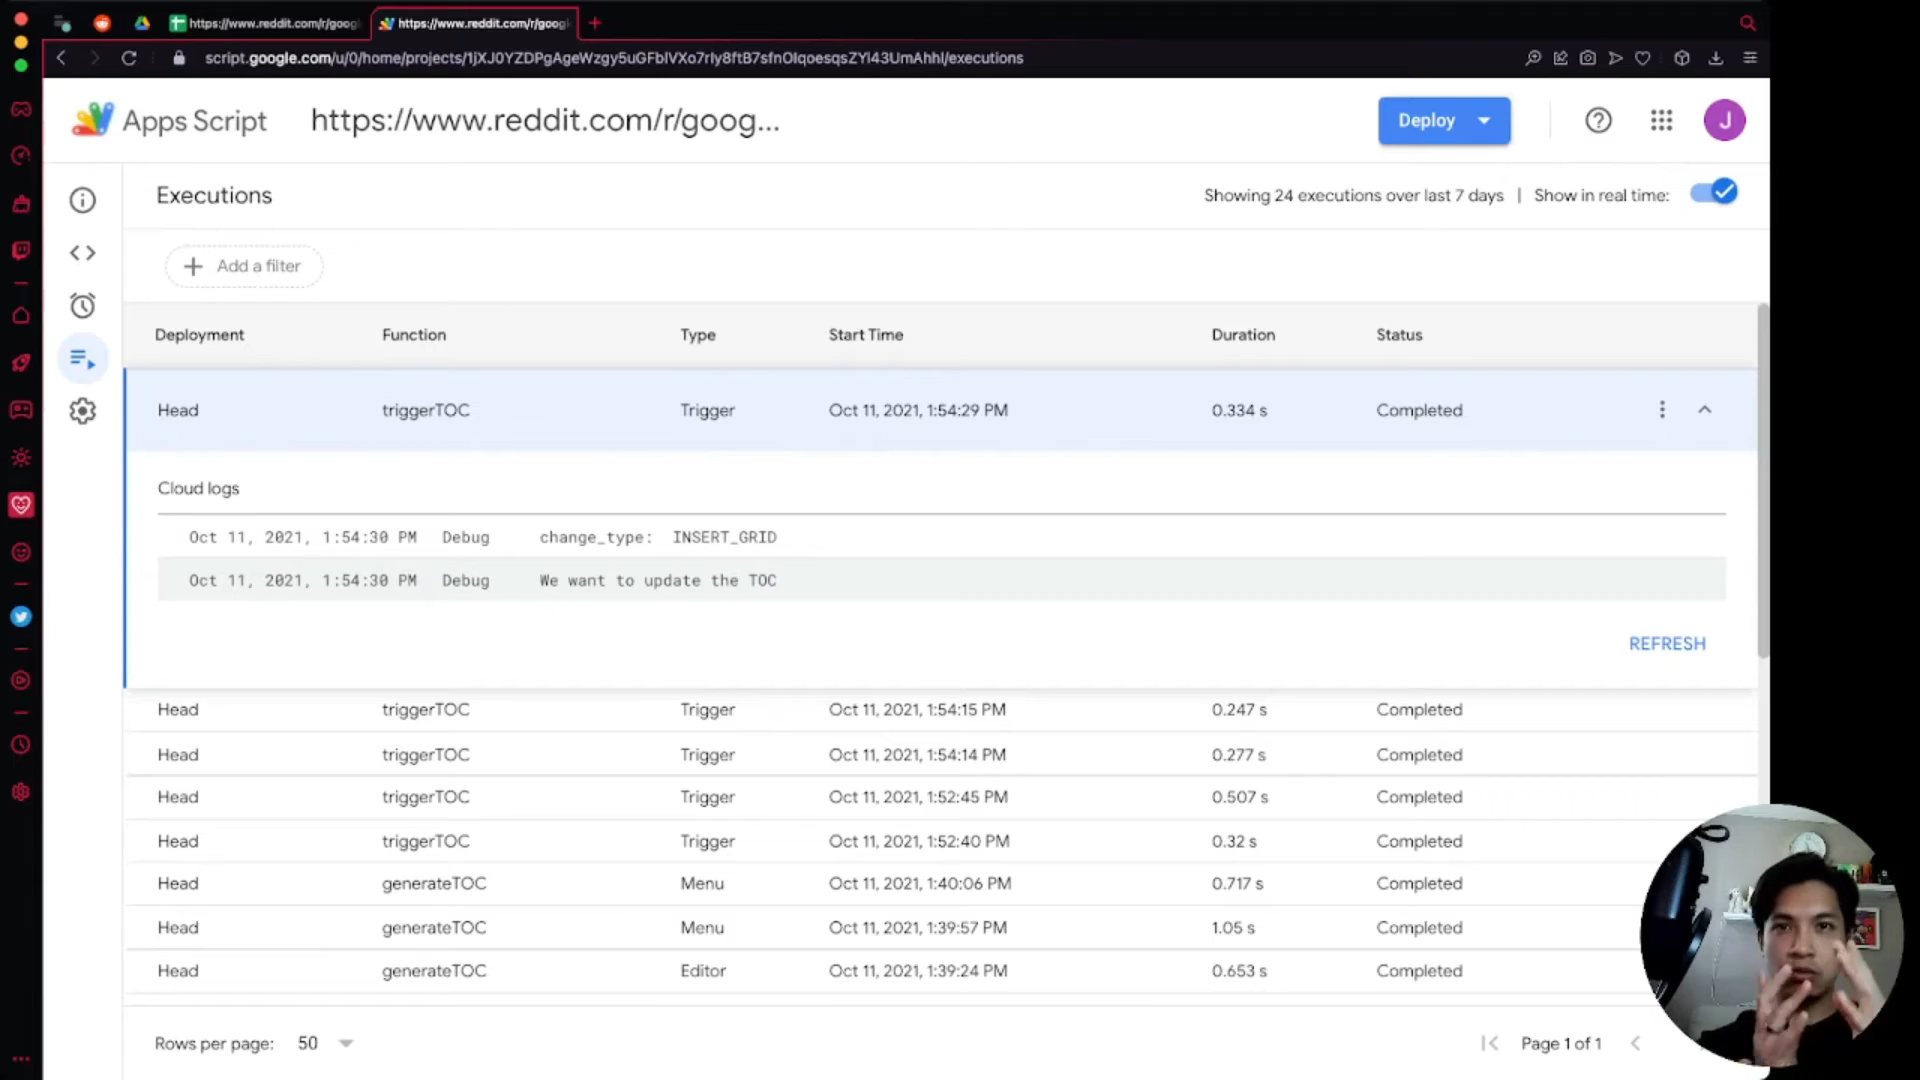 https://www.reddit.com/r/goog
https://www.reddit.com/r/goog
script.google.com/u/0/home/projects/1jXJ0YZDPgAgeWzgy5uGFbIVXo7rIy8ftB7sfnOlqoesqsZYl43UmAhhl/executions
Apps Script
https://www.reddit.com/r/goog...
Deploy
J
Executions
Showing 24 executions over last 7 days | Show in real time:
Add a filter
Deployment Function Type Start Time Duration Status
Head triggerTOC Trigger Oct 11, 2021, 1:54:29 PM 0.334 s Completed
Cloud logs
Oct 11, 2021, 1:54:30 PM Debug change_type: INSERT_GRID
Oct 11, 2021, 1:54:30 PM Debug We want to update the TOC
REFRESH
Head triggerTOC Trigger Oct 11, 2021, 1:54:15 PM 0.247 s Completed
Head triggerTOC Trigger Oct 11, 2021, 1:54:14 PM 0.277 s Completed
Head triggerTOC Trigger Oct 11, 2021, 1:52:45 PM 0.507 s Completed
Head triggerTOC Trigger Oct 11, 2021, 1:52:40 PM 0.32 s Completed
Head generateTOC Menu Oct 11, 2021, 1:40:06 PM 0.717 s Completed
Head generateTOC Menu Oct 11, 2021, 1:39:57 PM 1.05 s Completed
Head generateTOC Editor Oct 11, 2021, 1:39:24 PM 0.653 s Completed
Rows per page: 50
Page 1 of 1